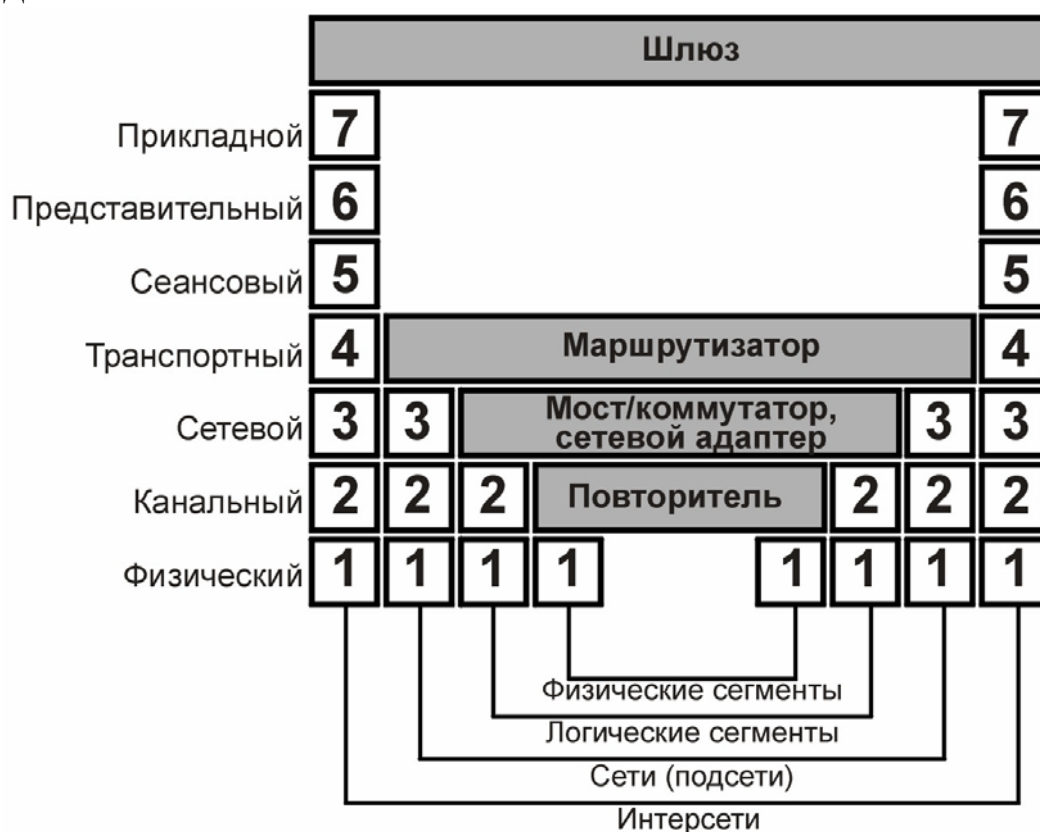 Шлюз
Прикладной 7 7
Представительный 6 6
Сеансовый 5 5
Транспортный 4 Маршрутизатор 4
Сетевой 3 3 Мост/коммутатор, сетевой адаптер 3 3
Канальный 2 2 2 Повторитель 2 2 2
Физический 1 1 1 1 1 1 1 1
Физические сегменты
Логические сегменты
Сети (подсети)
Интерсети